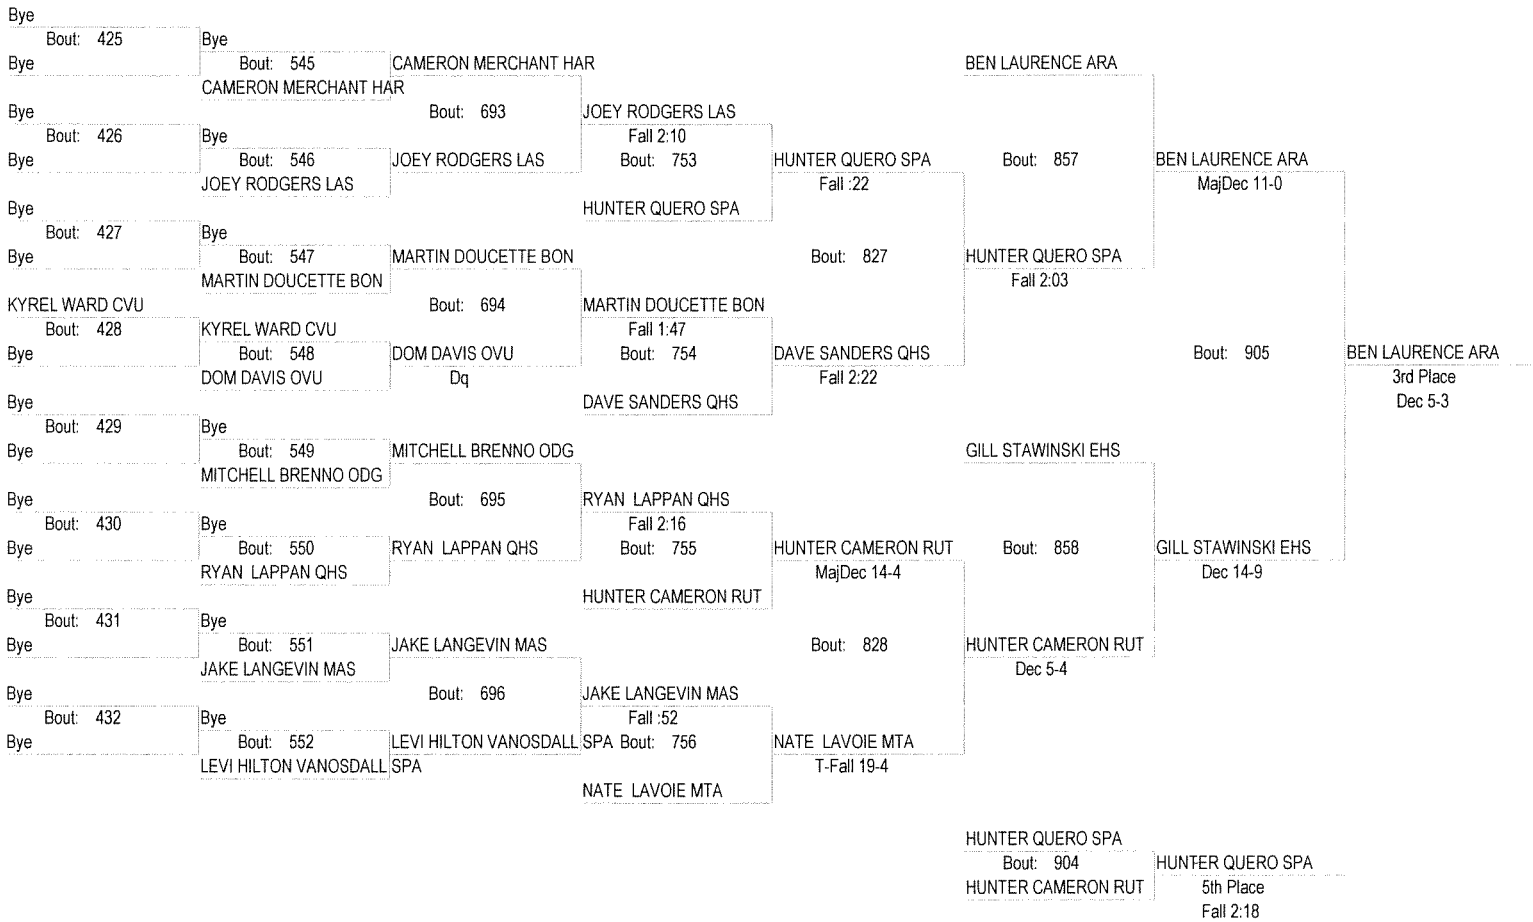 Bye
Bout: 425 Bye
Bye Bout: 545 CAMERON MERCHANT HAR BEN LAURENCE ARA
CAMERON MERCHANT HAR
Bye Bout: 693 JOEY RODGERS LAS
Bout: 426 Bye Fall 2:10
Bye Bout: 546 JOEY RODGERS LAS Bout: 753 HUNTER QUERO SPA Bout: 857 BEN LAURENCE ARA
JOEY RODGERS LAS Fall :22 MajDec 11-0
Bye HUNTER QUERO SPA
Bout: 427 Bye
Bye Bout: 547 MARTIN DOUCETTE BON Bout: 827 HUNTER QUERO SPA
MARTIN DOUCETTE BON Fall 2:03
KYREL WARD CVU Bout: 694 MARTIN DOUCETTE BON
Bout: 428 KYREL WARD CVU Fall 1:47
Bye Bout: 548 DOM DAVIS OVU Bout: 754 DAVE SANDERS QHS Bout: 905 BEN LAURENCE ARA
DOM DAVIS OVU Dq Fall 2:22 3rd Place
Bye DAVE SANDERS QHS Dec 5-3
Bout: 429 Bye
Bye Bout: 549 MITCHELL BRENNO ODG GILL STAWINSKI EHS
MITCHELL BRENNO ODG
Bye Bout: 695 RYAN LAPPAN QHS
Bout: 430 Bye Fall 2:16
Bye Bout: 550 RYAN LAPPAN QHS Bout: 755 HUNTER CAMERON RUT Bout: 858 GILL STAWINSKI EHS
RYAN LAPPAN QHS MajDec 14-4 Dec 14-9
Bye HUNTER CAMERON RUT
Bout: 431 Bye
Bye Bout: 551 JAKE LANGEVIN MAS Bout: 828 HUNTER CAMERON RUT
JAKE LANGEVIN MAS Dec 5-4
Bye Bout: 696 JAKE LANGEVIN MAS
Bout: 432 Bye Fall :52
Bye Bout: 552 LEVI HILTON VANOSDALL SPA Bout: 756 NATE LAVOIE MTA
LEVI HILTON VANOSDALL SPA T-Fall 19-4
NATE LAVOIE MTA
HUNTER QUERO SPA
Bout: 904 HUNTER QUERO SPA
HUNTER CAMERON RUT 5th Place
Fall 2:18